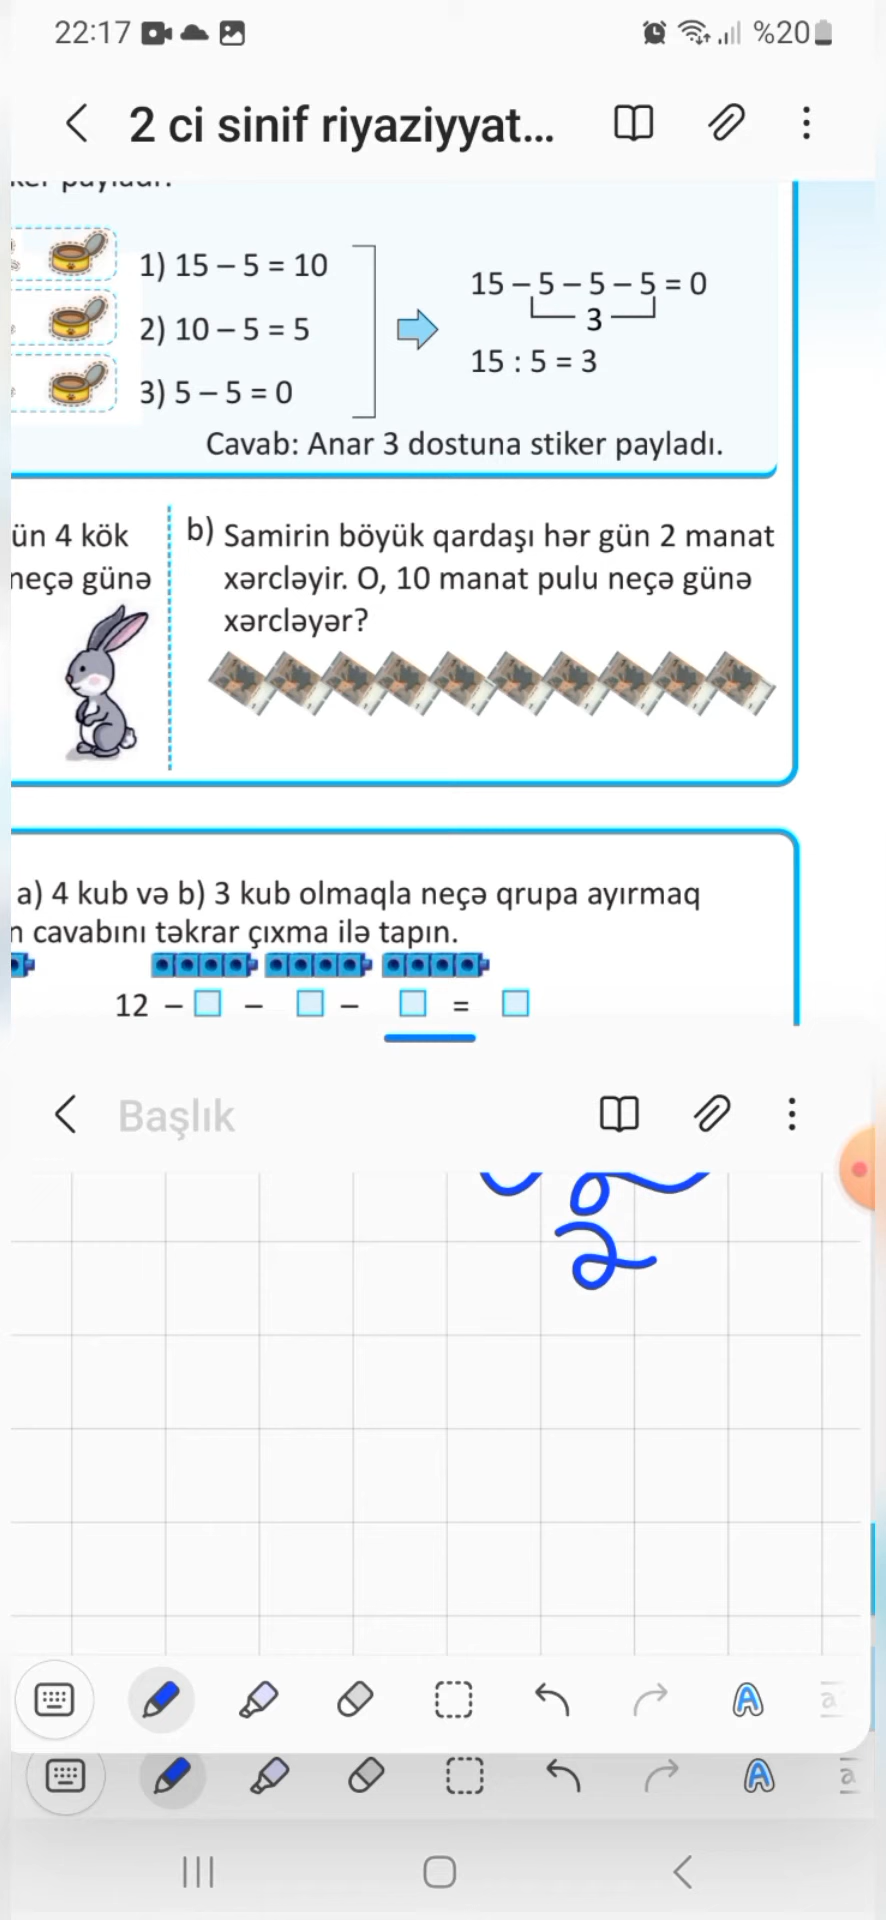 22:17 %20
2 ci sinif riyaziyyat...
1) 15 – 5 = 10
2) 10 – 5 = 5
3) 5 – 5 = 0
15 – 5 – 5 – 5 = 0
3
15 : 5 = 3
Cavab: Anar 3 dostuna stiker payladı.
ün 4 kök
neçə günə
b) Samirin böyük qardaşı hər gün 2 manat
xərcləyir. O, 10 manat pulu neçə günə
xərcləyər?
a) 4 kub və b) 3 kub olmaqla neçə qrupa ayırmaq
n cavabını təkrar çıxma ilə tapın.
12 – □ – □ – □ = □
Başlık
2